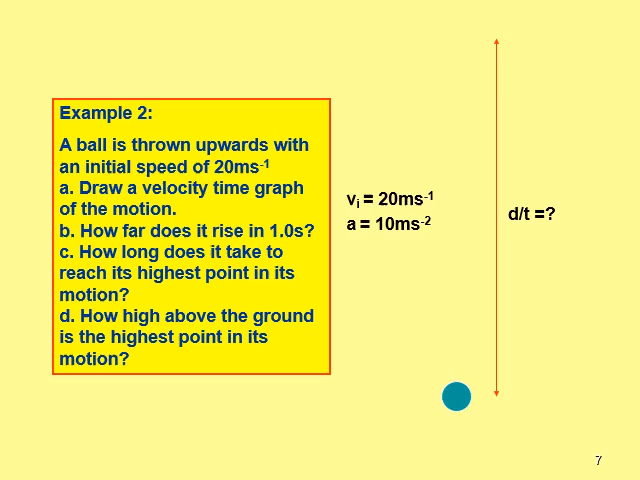 Example 2:
A ball is thrown upwards with
an initial speed of 20ms⁻¹
a. Draw a velocity time graph
of the motion.
b. How far does it rise in 1.0s?
c. How long does it take to
reach its highest point in its
motion?
d. How high above the ground
is the highest point in its
motion?
vᵢ = 20ms⁻¹
a = 10ms⁻²
d/t =?
7